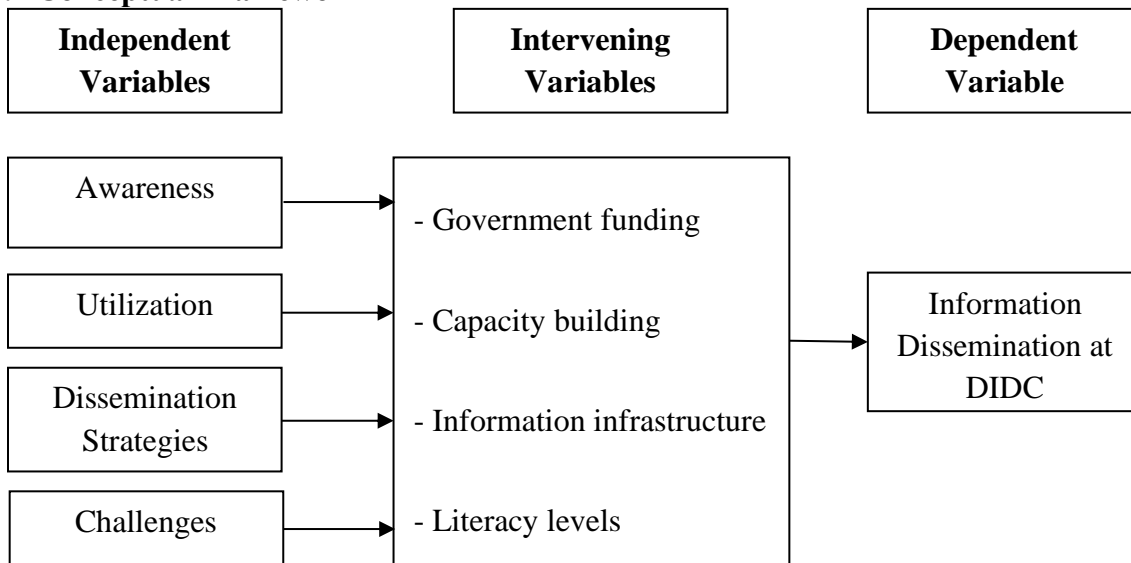 Independent
Variables
Intervening
Variables
Dependent
Variable
Awareness
- Government funding
Utilization
- Capacity building
Information
Dissemination at
DIDC
Dissemination
Strategies
- Information infrastructure
Challenges
- Literacy levels